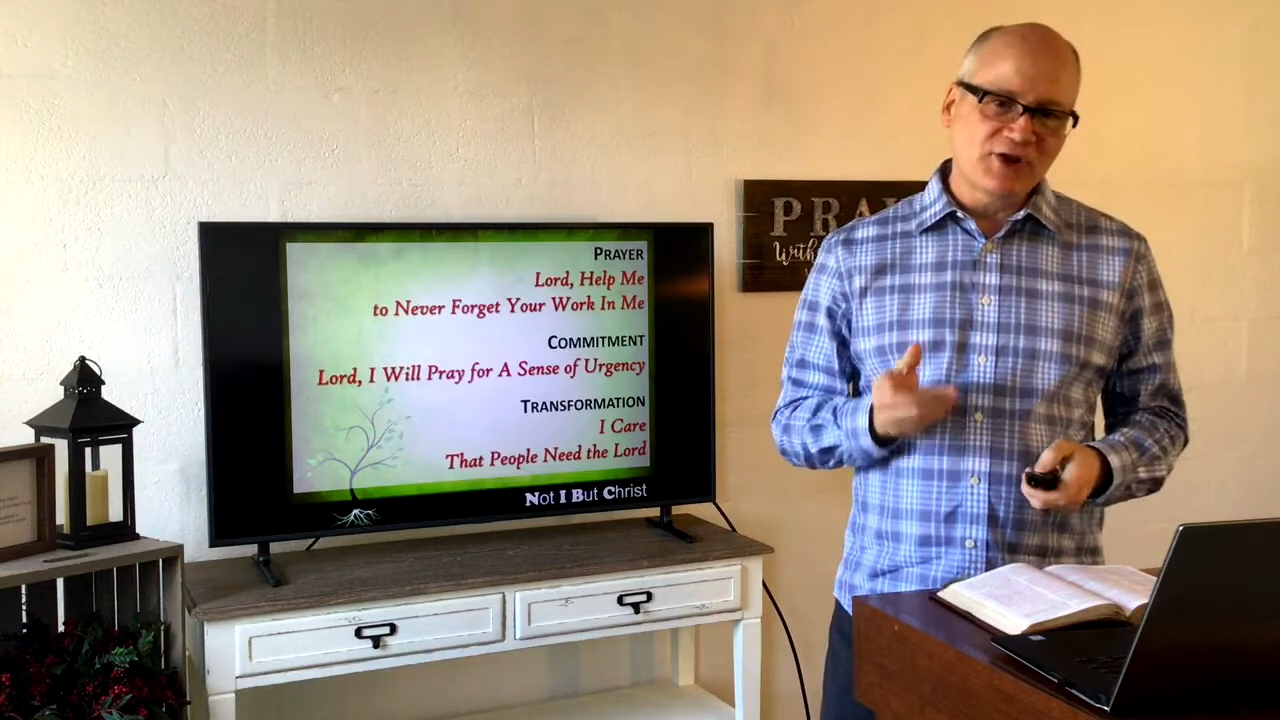 PRAYER
Lord, Help Me
to Never Forget Your Work In Me
COMMITMENT
Lord, I Will Pray for A Sense of Urgency
TRANSFORMATION
I Care
That People Need the Lord
NOT I BUT CHRIST